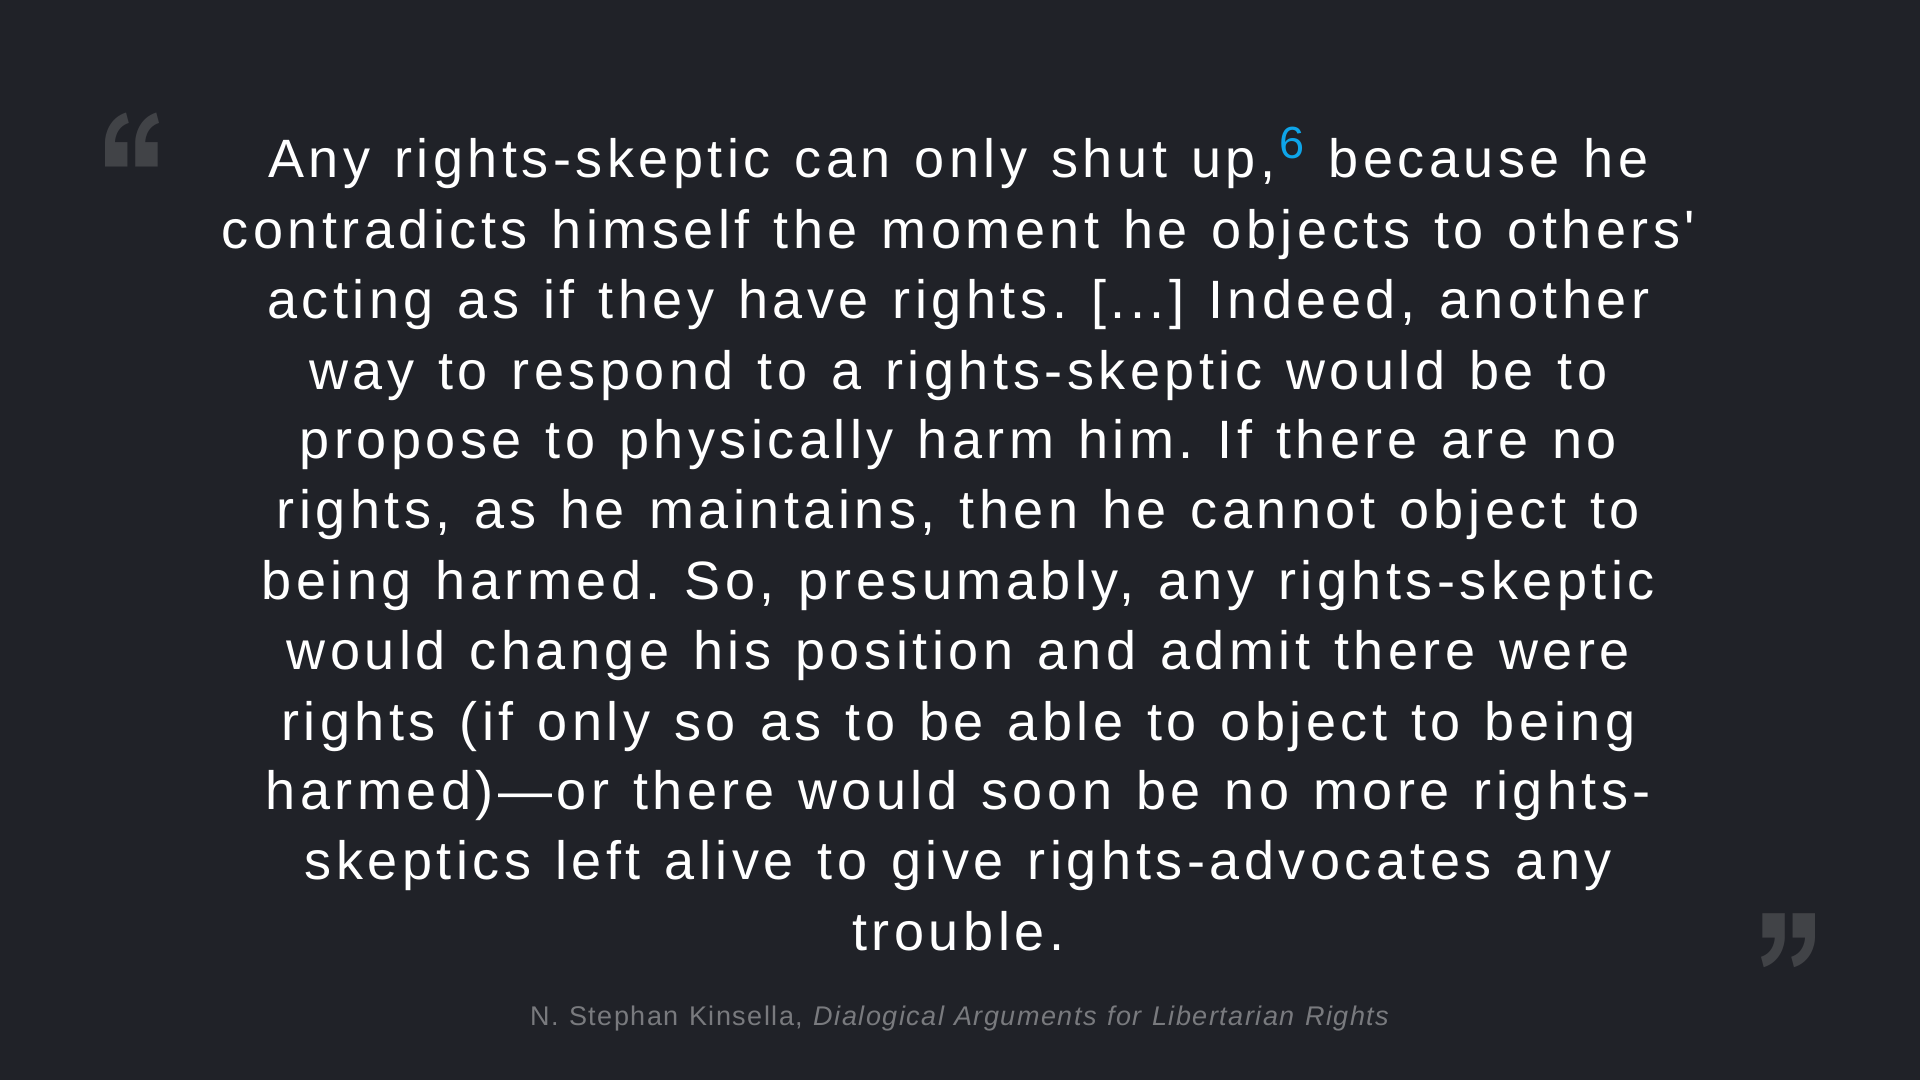 “
Any rights-skeptic can only shut up,6 because he
contradicts himself the moment he objects to others'
acting as if they have rights. [...] Indeed, another
way to respond to a rights-skeptic would be to
propose to physically harm him. If there are no
rights, as he maintains, then he cannot object to
being harmed. So, presumably, any rights-skeptic
would change his position and admit there were
rights (if only so as to be able to object to being
harmed)—or there would soon be no more rights-
skeptics left alive to give rights-advocates any
trouble.
”
N. Stephan Kinsella, Dialogical Arguments for Libertarian Rights